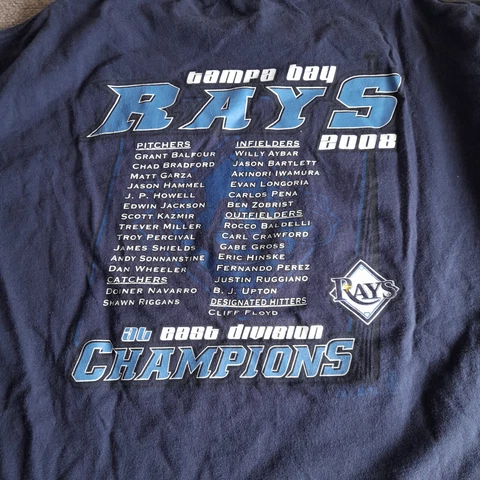 tampa bay
RAYS
2008
PITCHERS
GRANT BALFOUR
CHAD BRADFORD
MATT GARZA
JASON HAMMEL
J. P. HOWELL
EDWIN JACKSON
SCOTT KAZMIR
TREVER MILLER
TROY PERCIVAL
JAMES SHIELDS
ANDY SONNANSTINE
DAN WHEELER
CATCHERS
DOINER NAVARRO
SHAWN RIGGANS
INFIELDERS
WILLY AYBAR
JASON BARTLETT
AKINORI IWAMURA
EVAN LONGORIA
CARLOS PENA
BEN ZOBRIST
OUTFIELDERS
ROCCO BALDELLI
CARL CRAWFORD
GABE GROSS
ERIC HINSKE
FERNANDO PEREZ
JUSTIN RUGGIANO
B. J. UPTON
DESIGNATED HITTERS
CLIFF FLOYD
RAYS
al east division
CHAMPIONS